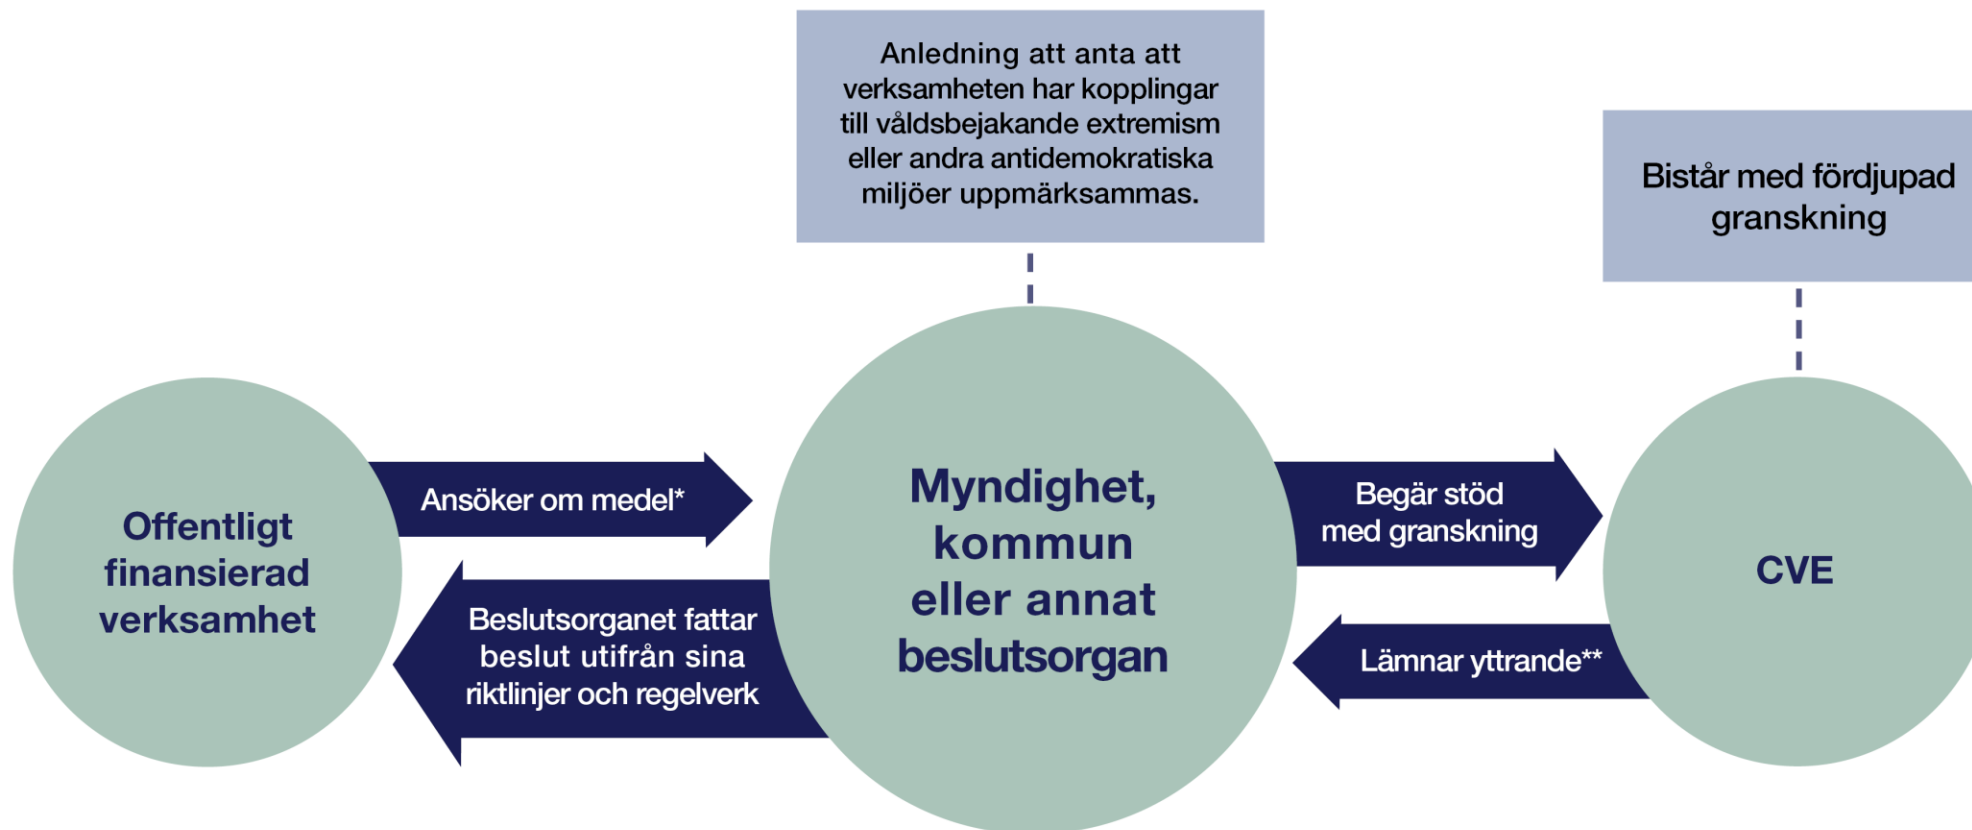 Anledning att anta att
verksamheten har kopplingar
till våldsbejakande extremism
eller andra antidemokratiska
miljöer uppmärksammas.
Bistår med fördjupad
granskning
Offentligt
finansierad
verksamhet
Ansöker om medel*
Beslutsorganet fattar
beslut utifrån sina
riktlinjer och regelverk
Myndighet,
kommun
eller annat
beslutsorgan
Begär stöd
med granskning
Lämnar yttrande**
CVE